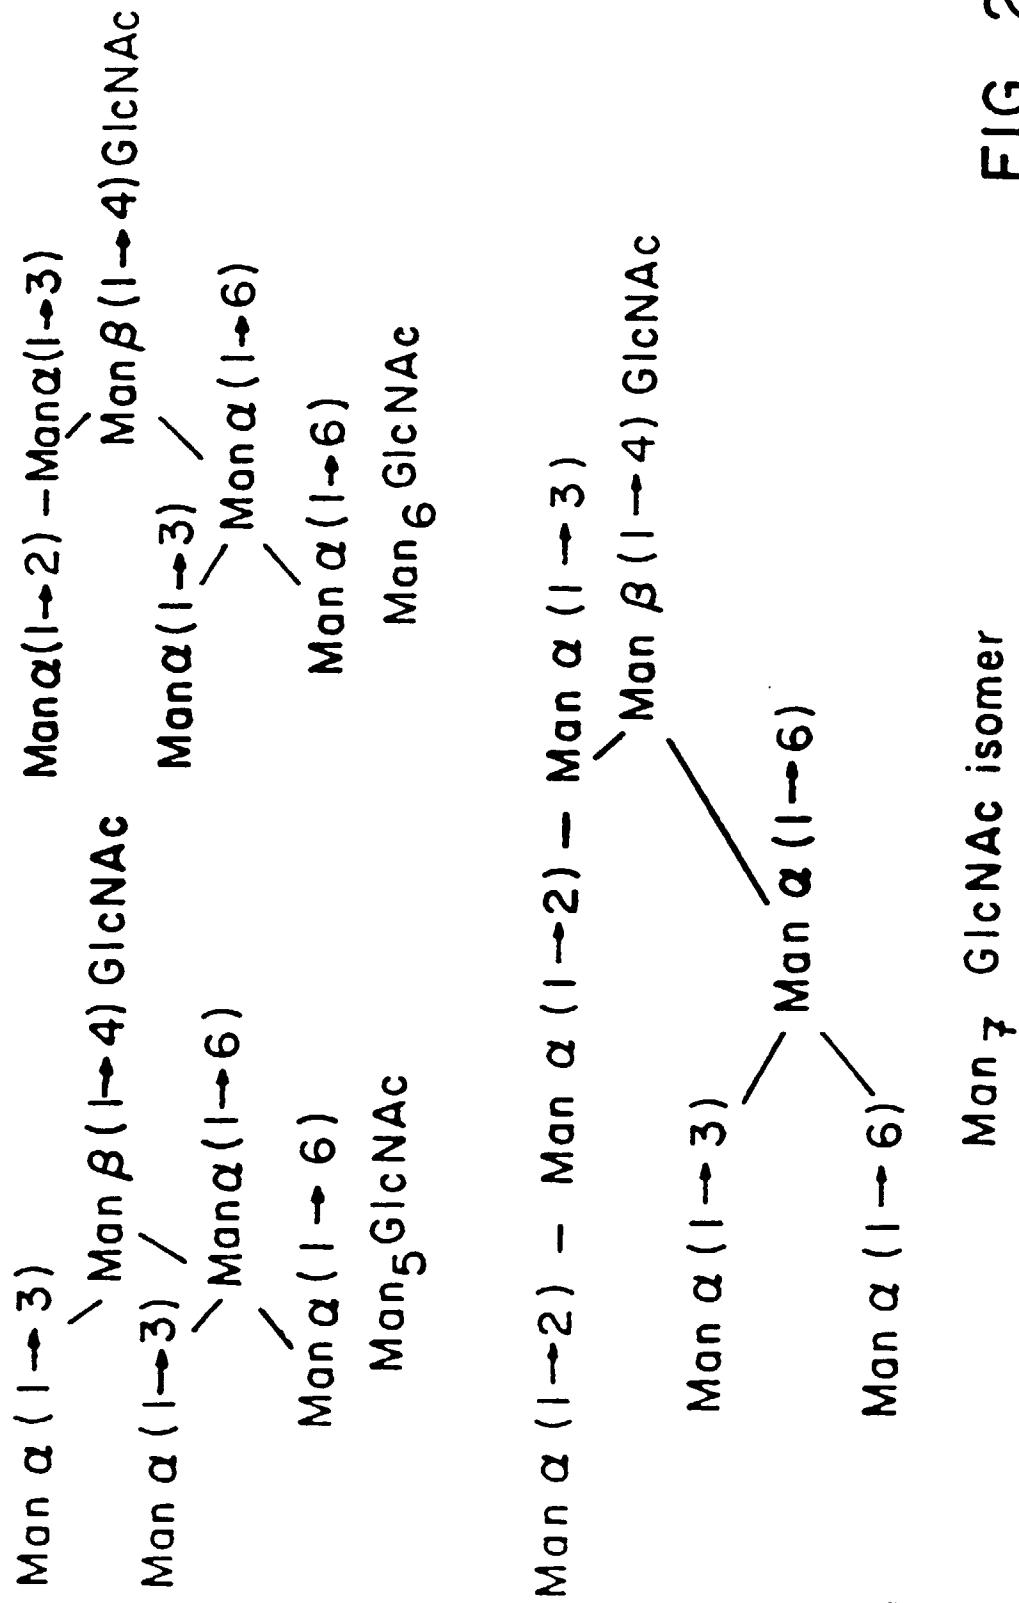 Man α (1→3)
Man β (1→4) GlcNAc
Man α (1→3)
Man α (1→6)
Man α (1→6)
Man5GlcNAc
Man α (1→2) – Man α (1→3)
Man β (1→4) GlcNAc
Man α (1→3)
Man α (1→6)
Man α (1→6)
Man6 GlcNAc
Man α (1→2) – Man α (1→2) – Man α (1→3)
Man β (1→4) GlcNAc
Man α (1→3)
Man α (1→6)
Man α (1→6)
Man7 GlcNAc isomer
FIG 2